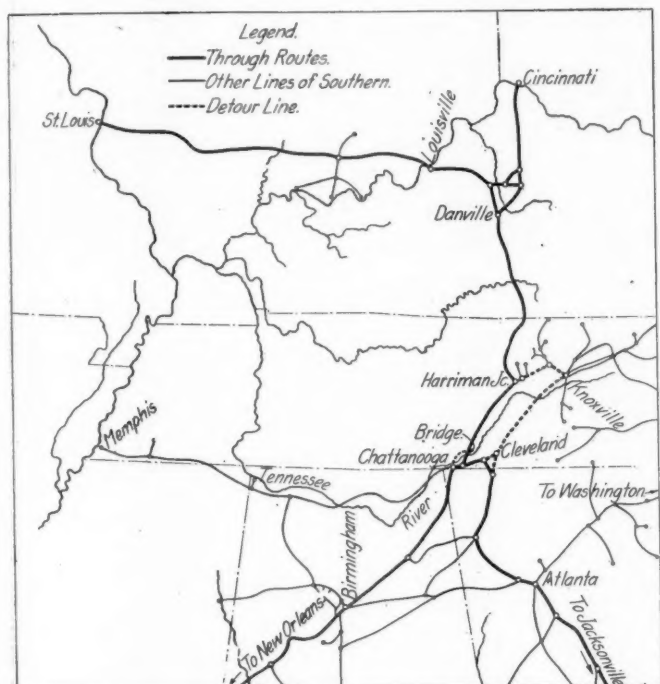 Legend.
Through Routes.
Other Lines of Southern.
Detour Line.
Cincinnati
St. Louis
Louisville
Danville
Harriman Jc.
Knoxville
Memphis
Bridge
Cleveland
Chattanooga
Tennessee
River
To Washington
Birmingham
Atlanta
To New Orleans
To Jacksonville